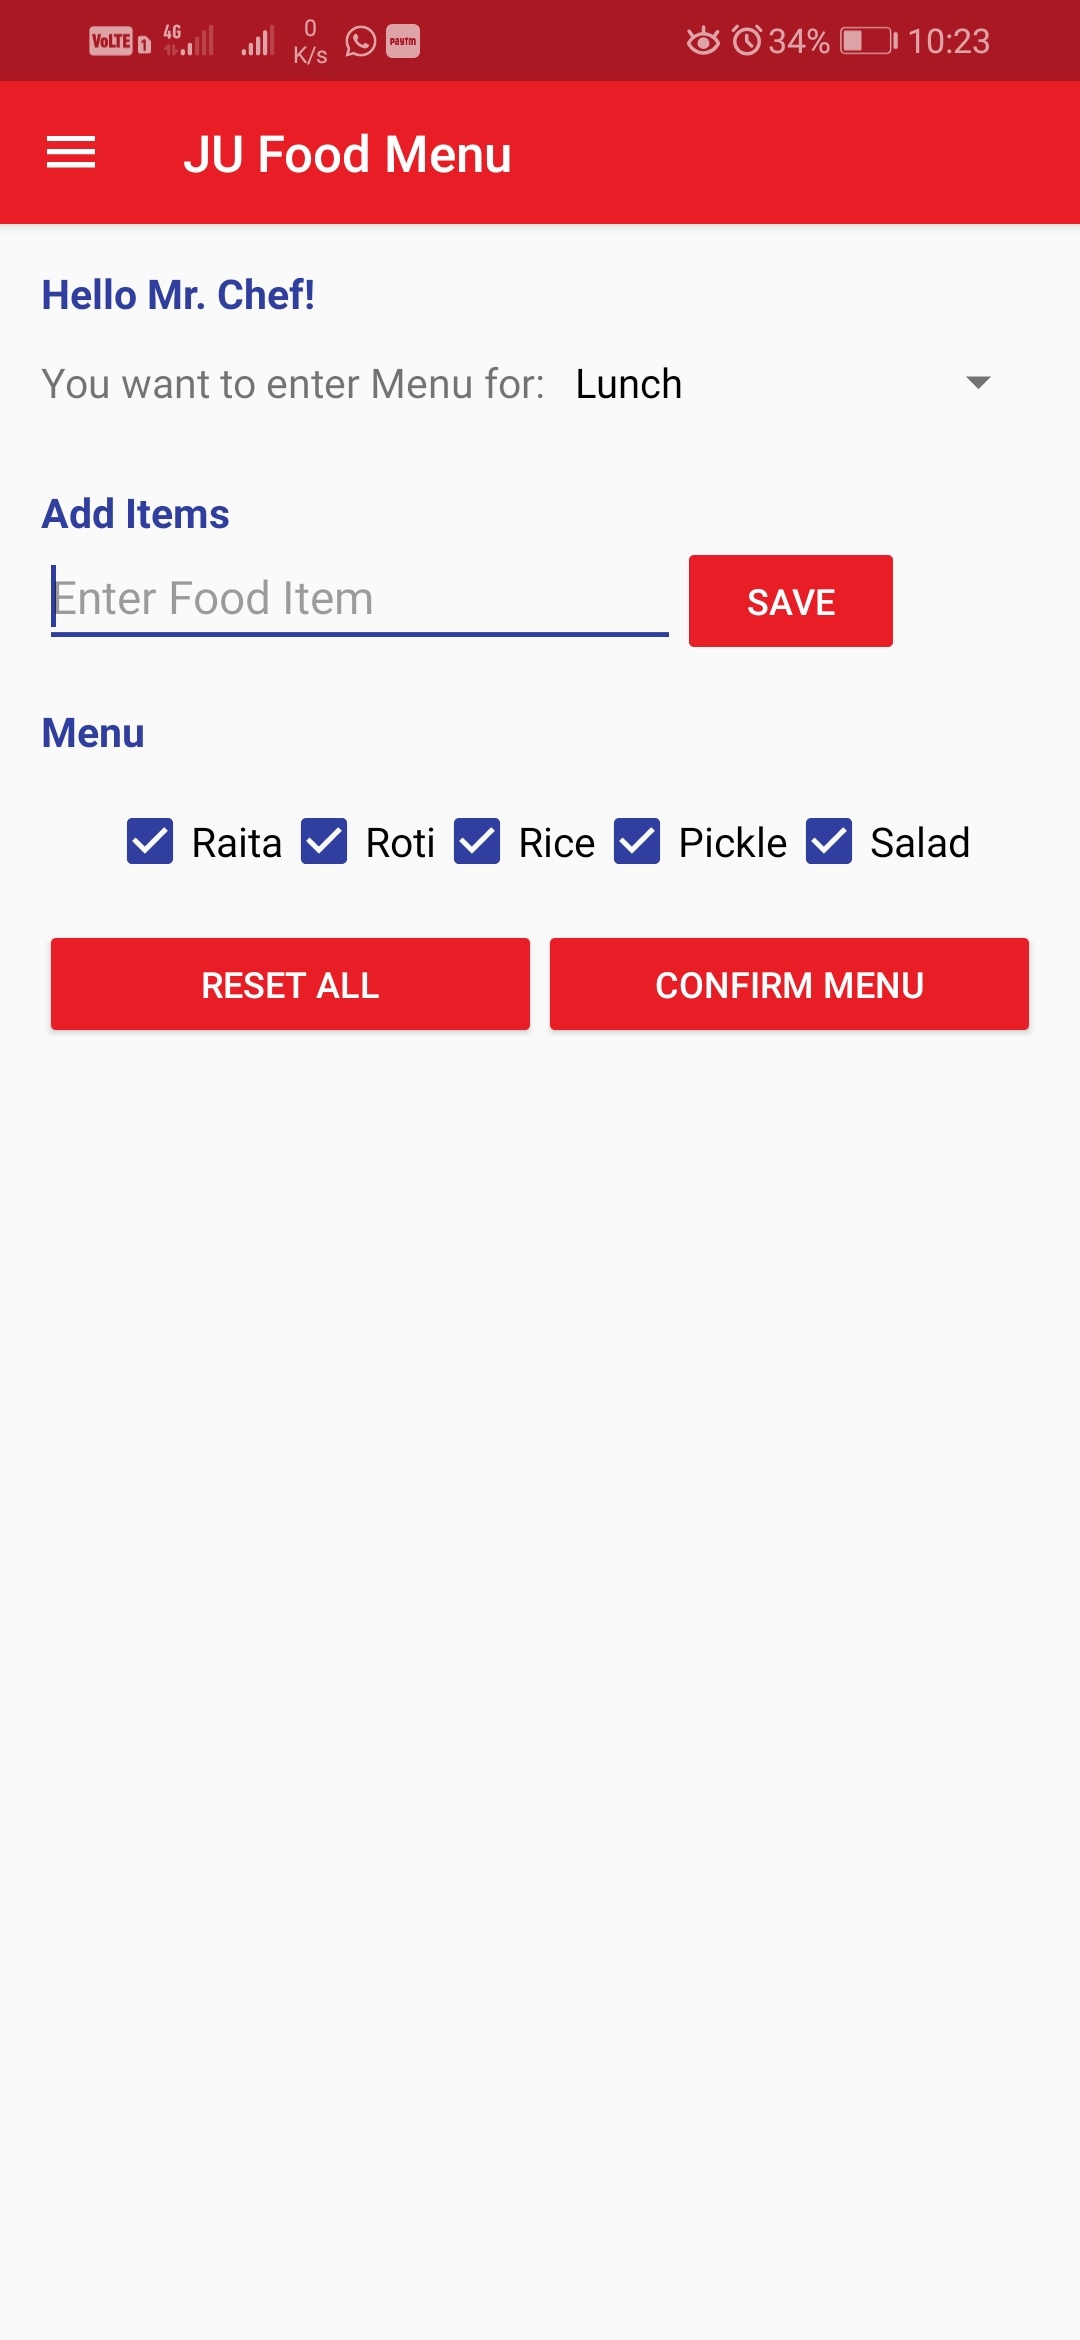 VoLTE 1 4G 0 K/s paytm 34% 10:23
JU Food Menu
Hello Mr. Chef!
You want to enter Menu for: Lunch
Add Items
Enter Food Item SAVE
Menu
Raita Roti Rice Pickle Salad
RESET ALL CONFIRM MENU